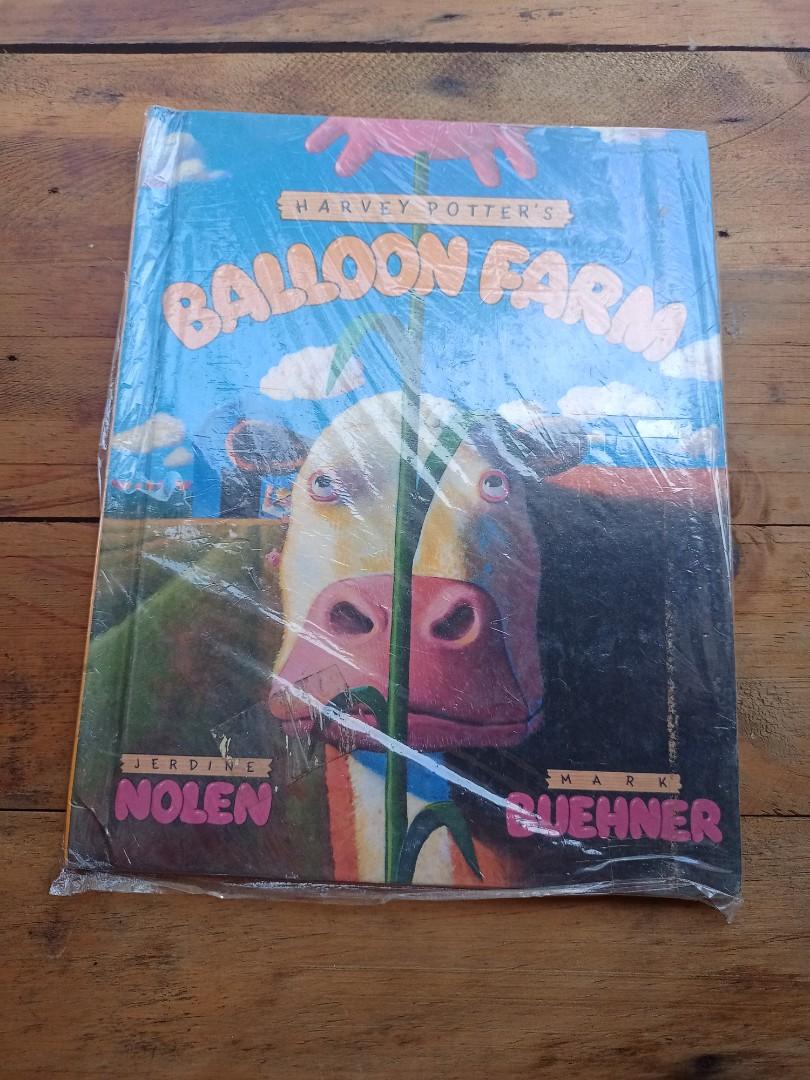 HARVEY POTTER'S
BALLOON FARM
JERDINE
NOLEN
MARK
BUEHNER